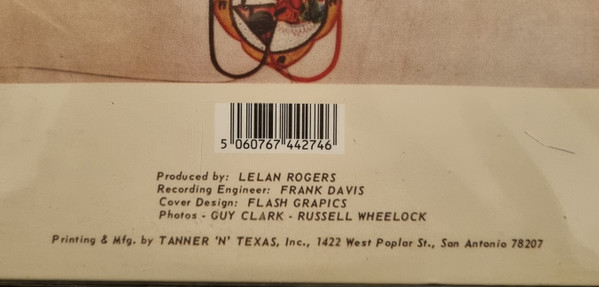 5 060767 442746
Produced by: LELAN ROGERS
Recording Engineer: FRANK DAVIS
Cover Design: FLASH GRAPICS
Photos - GUY CLARK - RUSSELL WHEELOCK
Printing & Mfg. by TANNER 'N' TEXAS, Inc., 1422 West Poplar St., San Antonio 78207